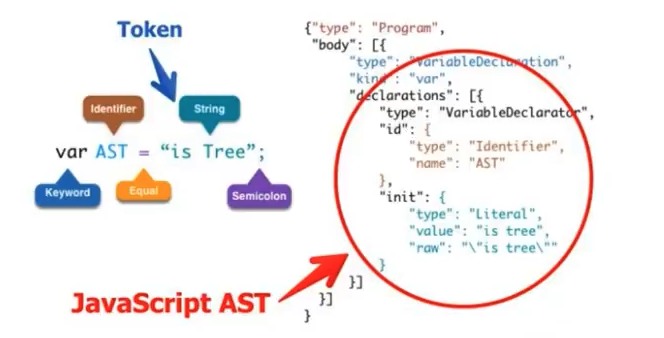 Token
Identifier
String
var AST = “is Tree”;
Keyword
Equal
Semicolon
JavaScript AST
{"type": "Program",
"body": [{
"type": "VariableDeclaration",
"kind": "var",
"declarations": [{
"type": "VariableDeclarator",
"id": {
"type": "Identifier",
"name": "AST"
},
"init": {
"type": "Literal",
"value": "is tree",
"raw": "\"is tree\""
}
}]
}]
}